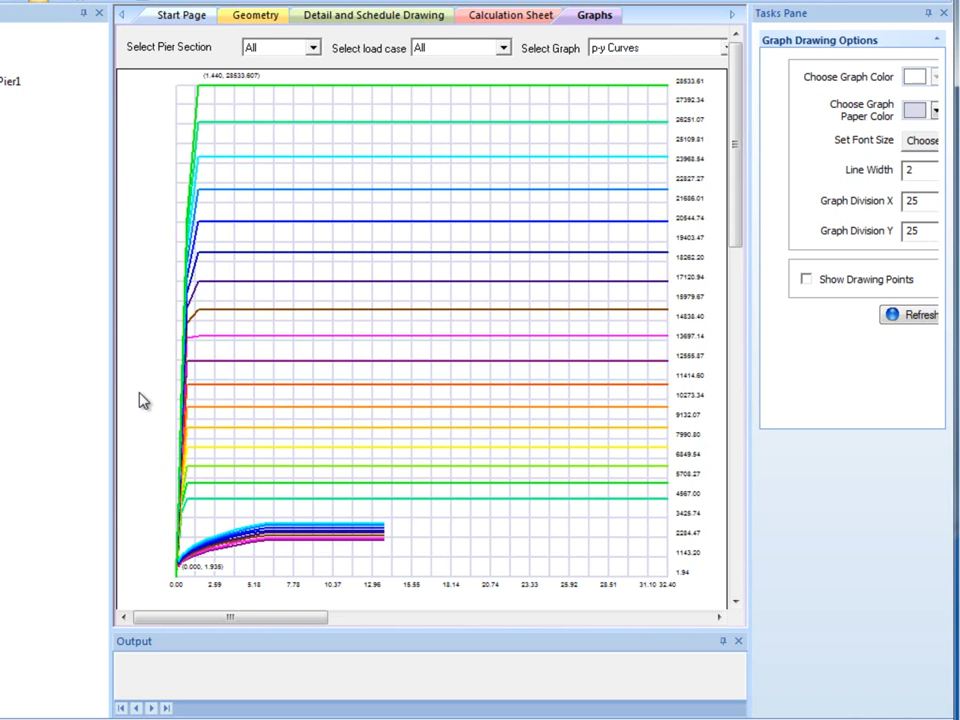 Start Page
Geometry
Detail and Schedule Drawing
Calculation Sheet
Graphs
Tasks Pane
Select Pier Section
All
Select load case
All
Select Graph
p-y Curves
Graph Drawing Options
Pier1
Choose Graph Color
Choose Graph
Paper Color
Set Font Size
Choose
Line Width
2
Graph Division X
25
Graph Division Y
25
Show Drawing Points
Refresh
(1.440, 28533.607)
28533.61
27392.34
26251.07
25109.81
23968.54
22827.27
21686.01
20544.74
19403.47
18262.20
17120.94
15979.67
14838.40
13697.14
12555.87
11414.60
10273.34
9132.07
7990.80
6849.54
5708.27
4567.00
3425.74
2284.47
1143.20
1.94
(0.000, 1.935)
0.00
2.59
5.18
7.78
10.37
12.96
15.55
18.14
20.74
23.33
25.92
28.51
31.10
32.40
Output